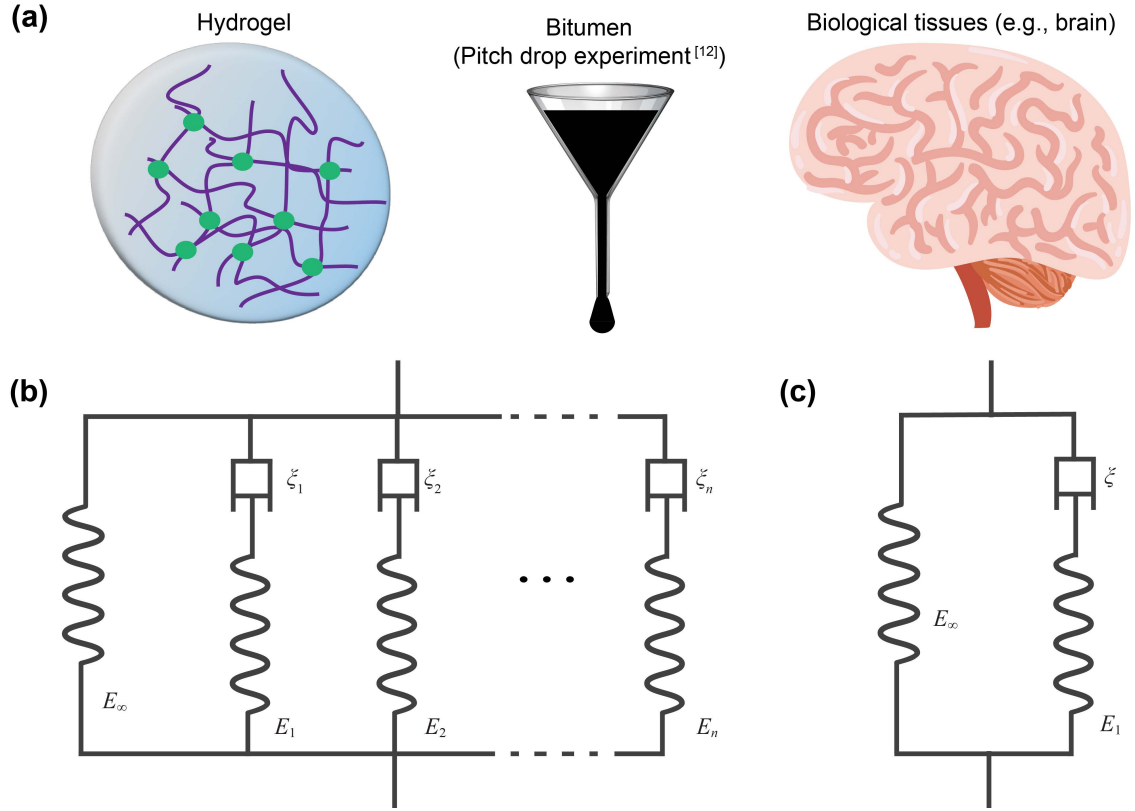 (a)
Hydrogel
Bitumen
(Pitch drop experiment[12])
Biological tissues (e.g., brain)
(b)
ξ1
ξ2
ξn
E∞
E1
E2
En
(c)
ξ
E∞
E1